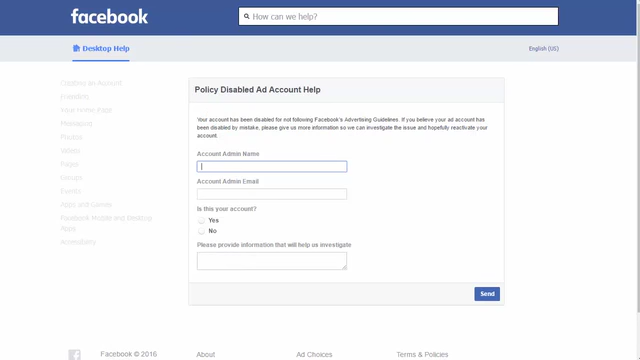 facebook
How can we help?
Desktop Help
English (US)
Creating an Account
Friending
Your Home Page
Messaging
Photos
Videos
Pages
Groups
Events
Apps and Games
Facebook Mobile and Desktop
Apps
Accessibility
Policy Disabled Ad Account Help
Your account has been disabled for not following Facebook's Advertising Guidelines. If you believe your ad account has
been disabled by mistake, please give us more information so we can investigate the issue and hopefully reactivate your
account.
Account Admin Name
Account Admin Email
Is this your account?
Yes
No
Please provide information that will help us investigate
Send
Facebook © 2016
About
Ad Choices
Terms & Policies